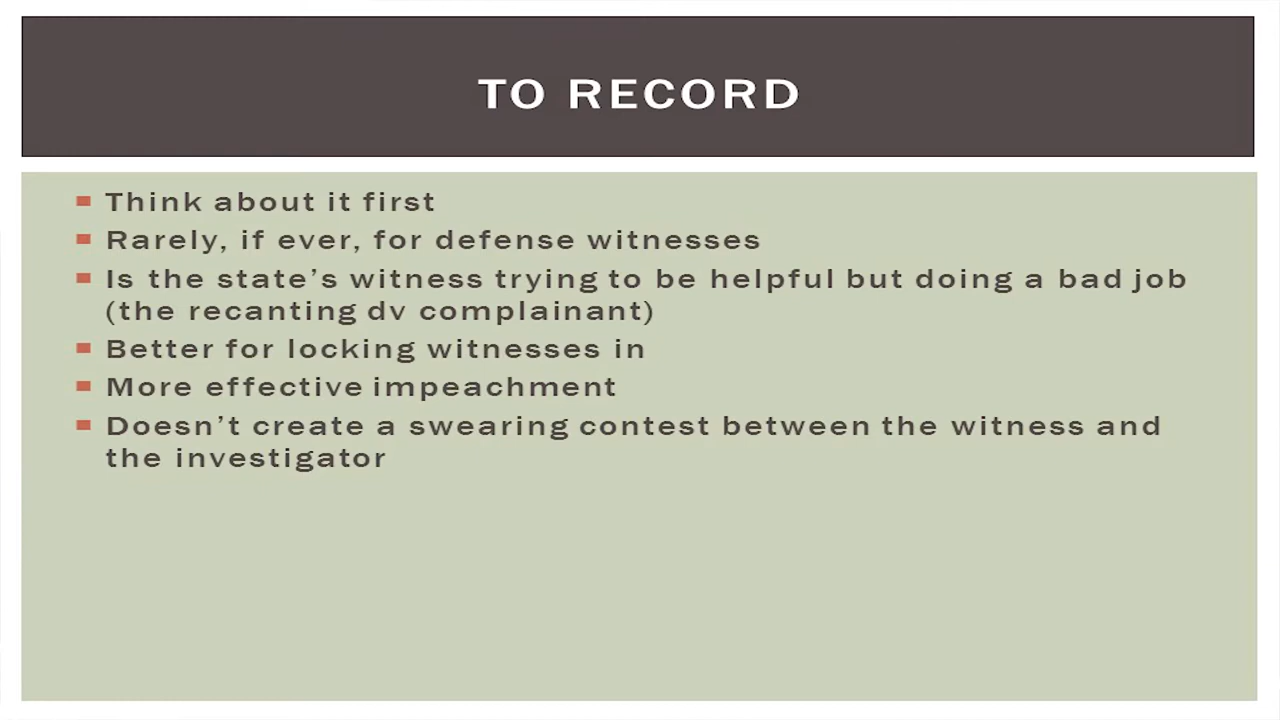 TO RECORD
Think about it first
Rarely, if ever, for defense witnesses
Is the state’s witness trying to be helpful but doing a bad job
(the recanting dv complainant)
Better for locking witnesses in
More effective impeachment
Doesn’t create a swearing contest between the witness and
the investigator